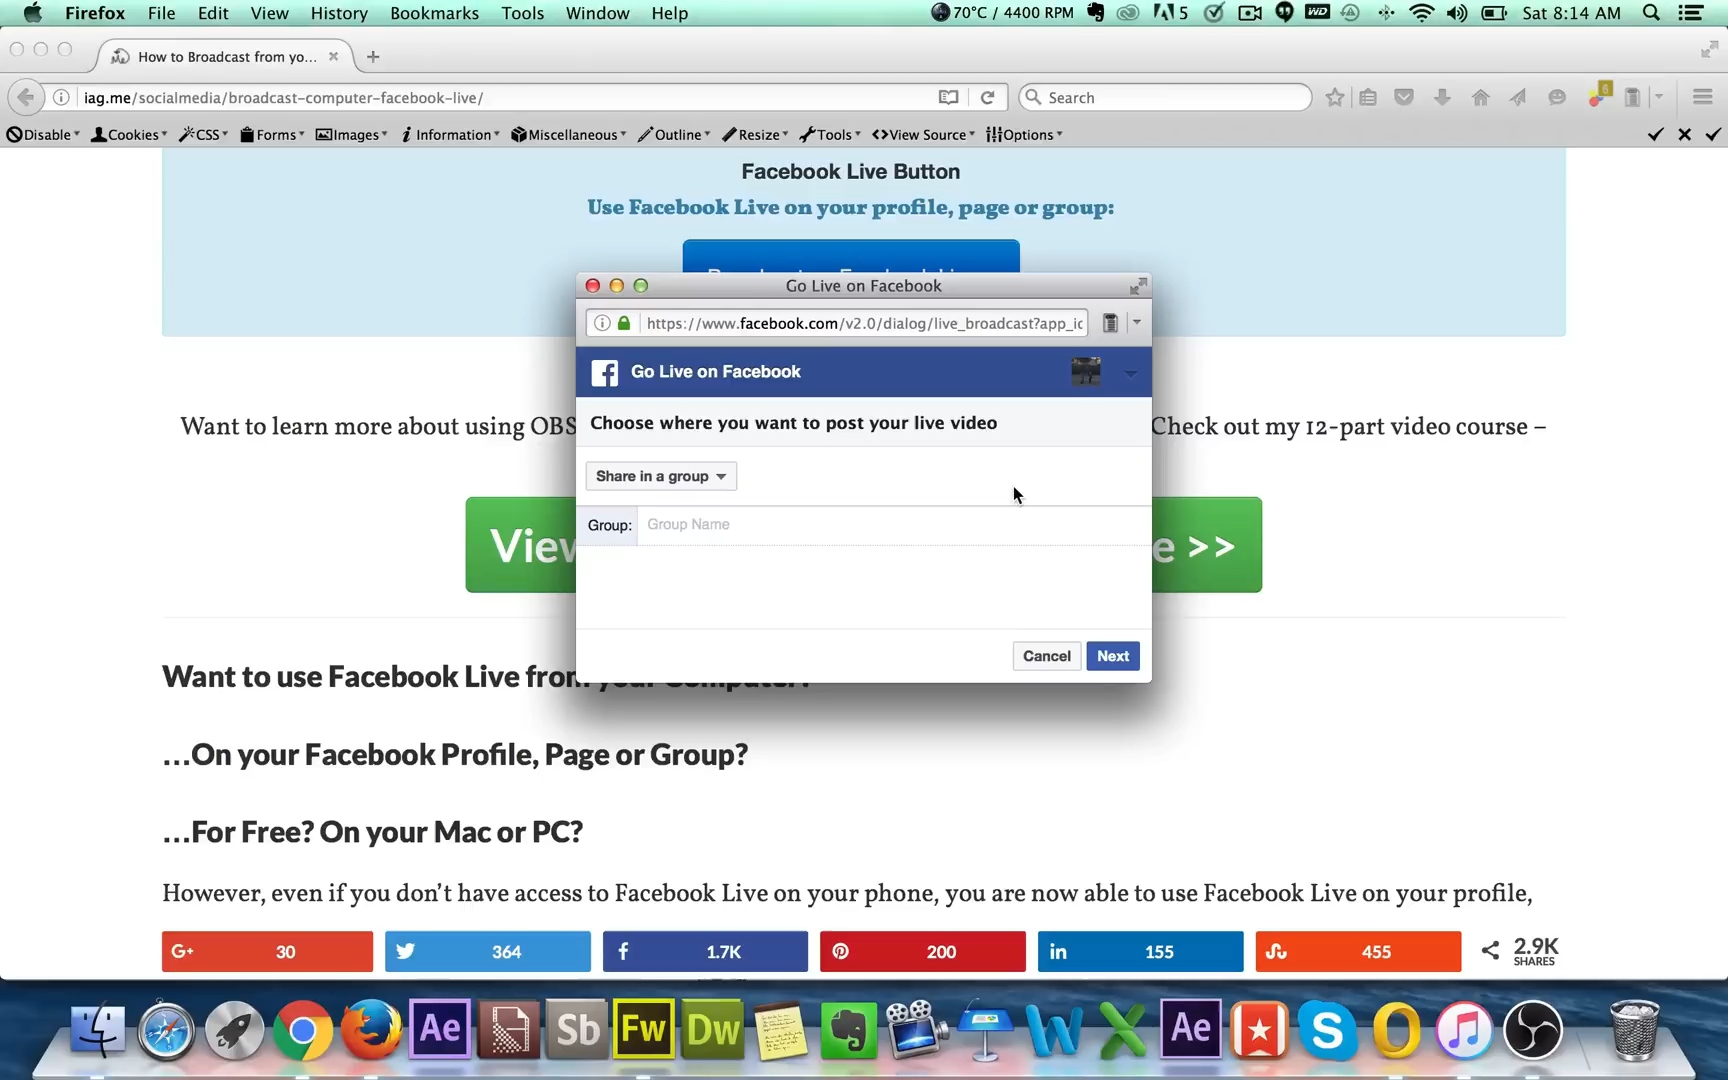 Firefox File Edit View History Bookmarks Tools Window Help 70°C / 4400 RPM 5 WD Sat 8:14 AM
How to Broadcast from yo...
iag.me/socialmedia/broadcast-computer-facebook-live/ Search 6
Disable Cookies CSS Forms Images Information Miscellaneous Outline Resize Tools View Source Options
Facebook Live Button
Use Facebook Live on your profile, page or group:
Go Live on Facebook
https://www.facebook.com/v2.0/dialog/live_broadcast?app_ic
Go Live on Facebook
Choose where you want to post your live video
Want to learn more about using OBS Check out my 12-part video course –
Share in a group
Group: Group Name
View e >>
Cancel Next
Want to use Facebook Live from your Computer?
...On your Facebook Profile, Page or Group?
...For Free? On your Mac or PC?
However, even if you don't have access to Facebook Live on your phone, you are now able to use Facebook Live on your profile,
G+ 30 364 f 1.7K 200 in 155 455 2.9K
SHARES
Ae Sb Fw Dw W X Ae S O